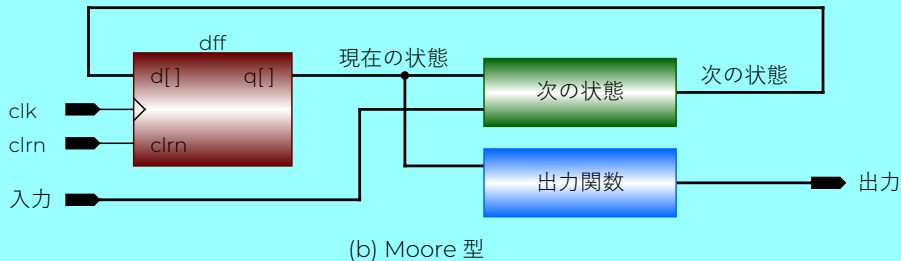 dff
現在の状態
d[]
q[]
次の状態
次の状態
clk
clrn
clrn
入力
出力関数
出力
(b) Moore 型